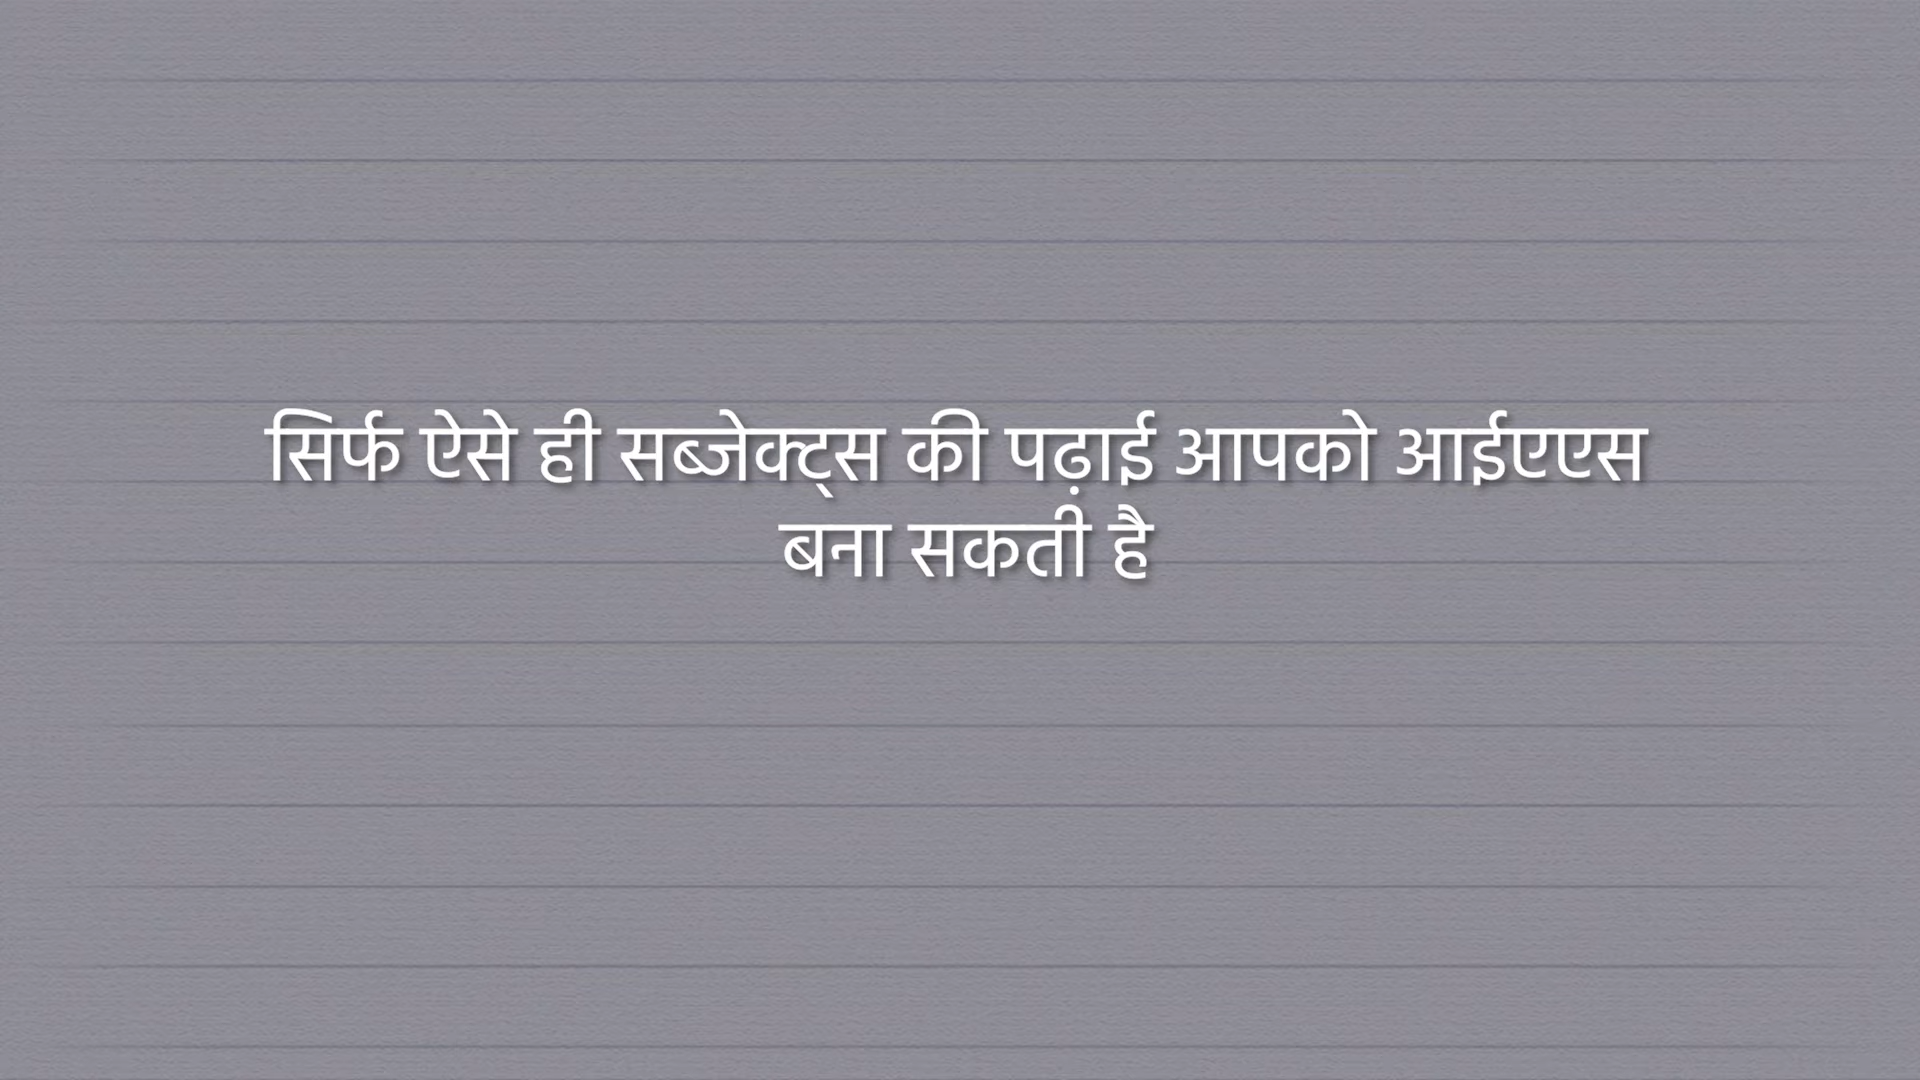 सिर्फ ऐसे ही सब्जेक्ट्स की पढ़ाई आपको आईएएस
बना सकती है